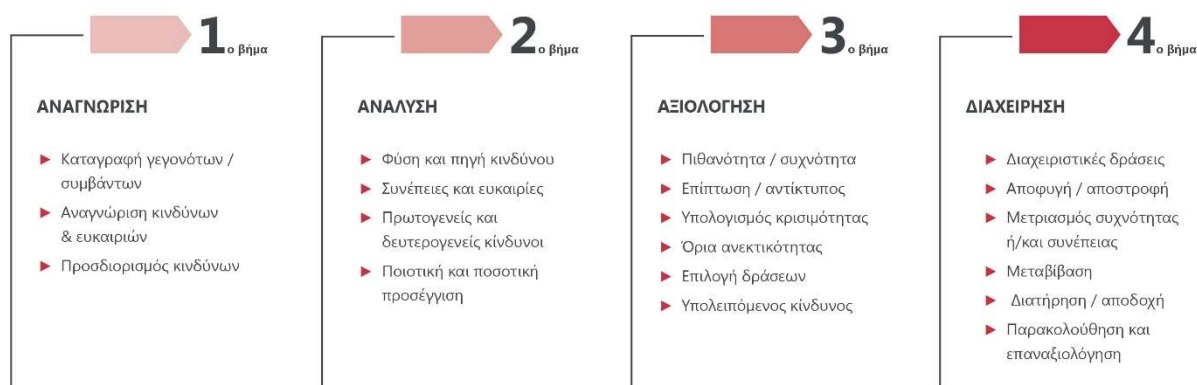 1ο βήμα
ΑΝΑΓΝΩΡΙΣΗ
Καταγραφή γεγονότων /
συμβάντων
Αναγνώριση κινδύνων
& ευκαιριών
Προσδιορισμός κινδύνων
2ο βήμα
ΑΝΑΛΥΣΗ
Φύση και πηγή κινδύνου
Συνέπειες και ευκαιρίες
Πρωτογενείς και
δευτερογενείς κίνδυνοι
Ποιοτική και ποσοτική
προσέγγιση
3ο βήμα
ΑΞΙΟΛΟΓΗΣΗ
Πιθανότητα / συχνότητα
Επίπτωση / αντίκτυπος
Υπολογισμός κρισιμότητας
Όρια ανεκτικότητας
Επιλογή δράσεων
Υπολειπόμενος κίνδυνος
4ο βήμα
ΔΙΑΧΕΙΡΗΣΗ
Διαχειριστικές δράσεις
Αποφυγή / αποστροφή
Μετριασμός συχνότητας
ή/και συνέπειας
Μεταβίβαση
Διατήρηση / αποδοχή
Παρακολούθηση και
επαναξιολόγηση